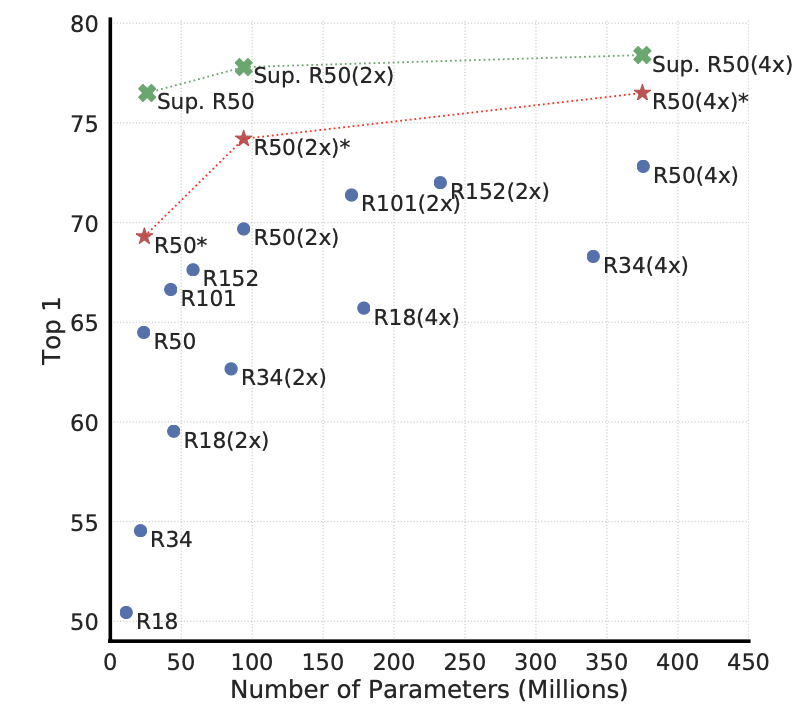 80
Sup. R50(4x)
Sup. R50(2x)
Sup. R50
R50(4x)*
75
R50(2x)*
R50(4x)
R152(2x)
R101(2x)
70
R50(2x)
R50*
R34(4x)
R152
R101
R18(4x)
65
R50
R34(2x)
Top 1
60
R18(2x)
55
R34
50
R18
0 50 100 150 200 250 300 350 400 450
Number of Parameters (Millions)